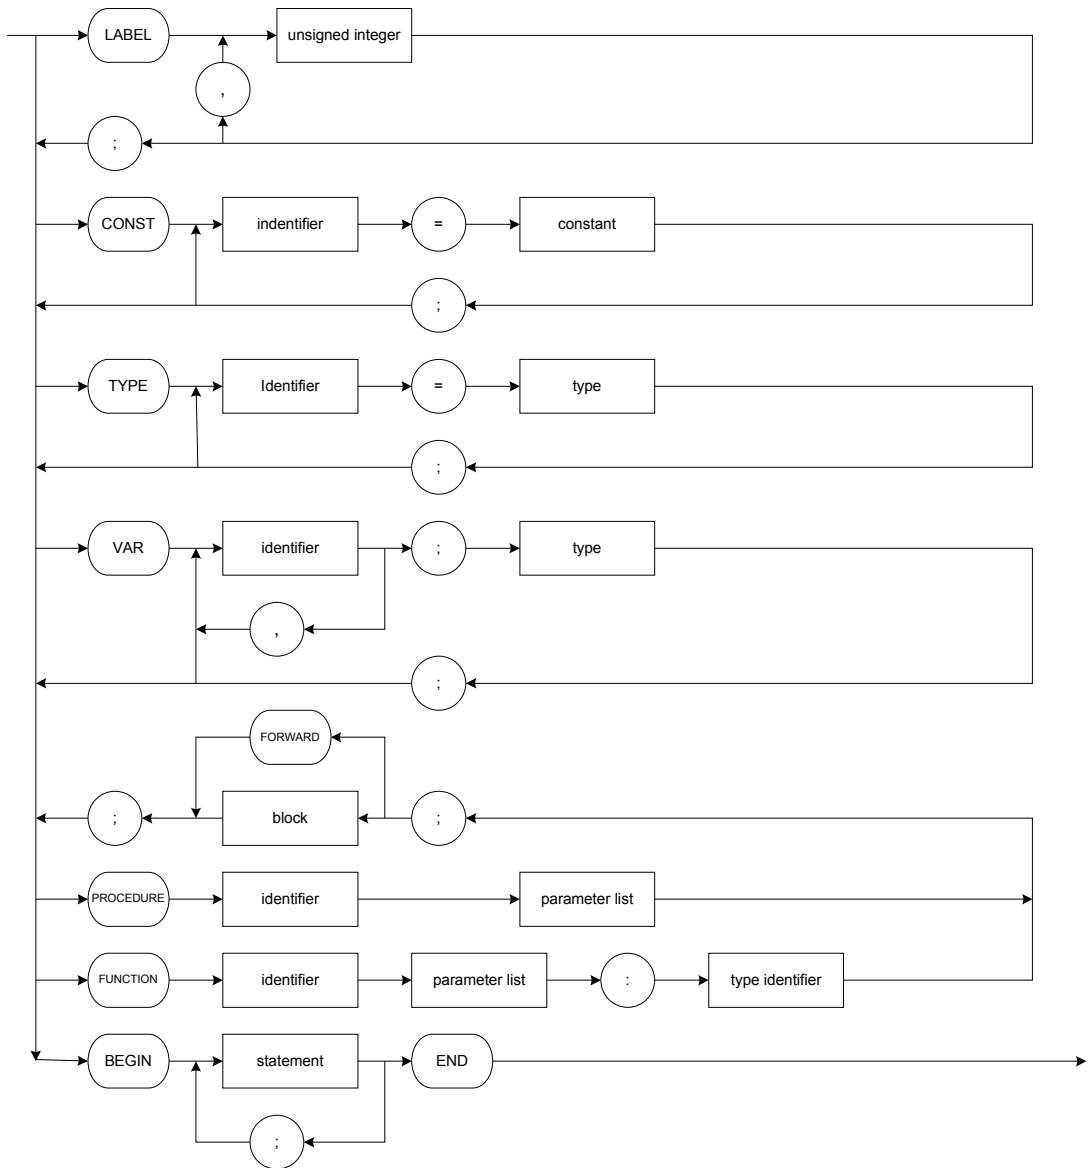 LABEL unsigned integer
,
;
CONST indentifier = constant
;
TYPE Identifier = type
;
VAR identifier ; type
,
;
FORWARD
; block ;
PROCEDURE identifier parameter list
FUNCTION identifier parameter list : type identifier
BEGIN statement END
;